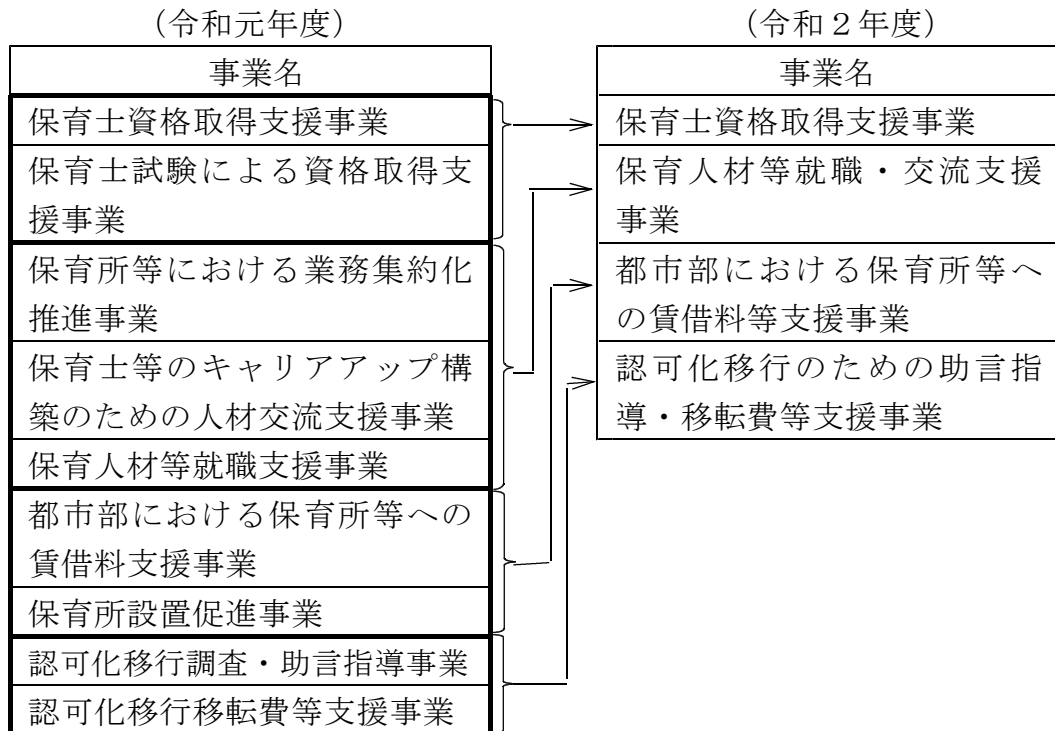 (令和元年度)
事業名
保育士資格取得支援事業
保育士試験による資格取得支
援事業
保育所等における業務集約化
推進事業
保育士等のキャリアアップ構
築のための人材交流支援事業
保育人材等就職支援事業
都市部における保育所等への
賃借料支援事業
保育所設置促進事業
認可化移行調査・助言指導事業
認可化移行移転費等支援事業
(令和2年度)
事業名
保育士資格取得支援事業
保育人材等就職・交流支援
事業
都市部における保育所等へ
の賃借料等支援事業
認可化移行のための助言指
導・移転費等支援事業